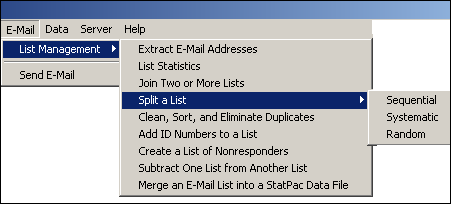 E-Mail Data Server Help
List Management
Send E-Mail
Extract E-Mail Addresses
List Statistics
Join Two or More Lists
Split a List
Clean, Sort, and Eliminate Duplicates
Add ID Numbers to a List
Create a List of Nonresponders
Subtract One List from Another List
Merge an E-Mail List into a StatPac Data File
Sequential
Systematic
Random